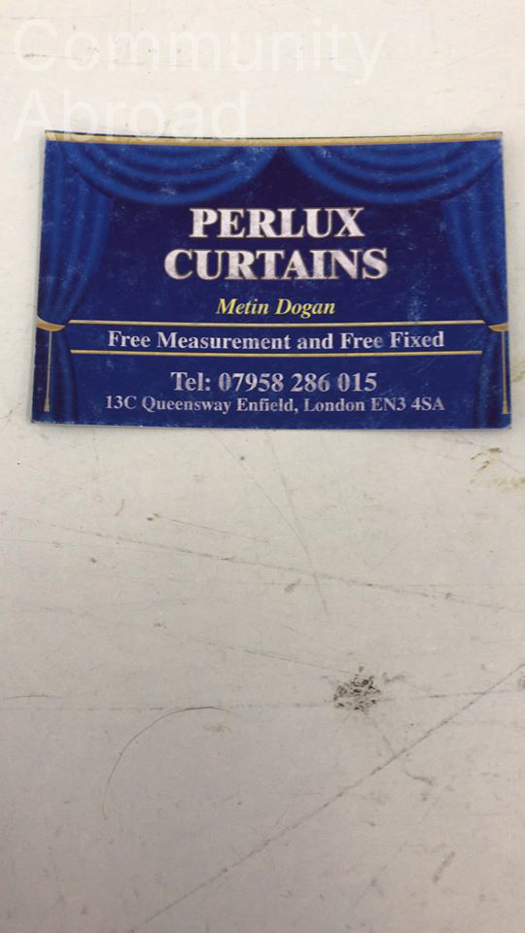 Community
Abroad
PERLUX
CURTAINS
Metin Dogan
Free Measurement and Free Fixed
Tel: 07958 286 015
13C Queensway Enfield, London EN3 4SA